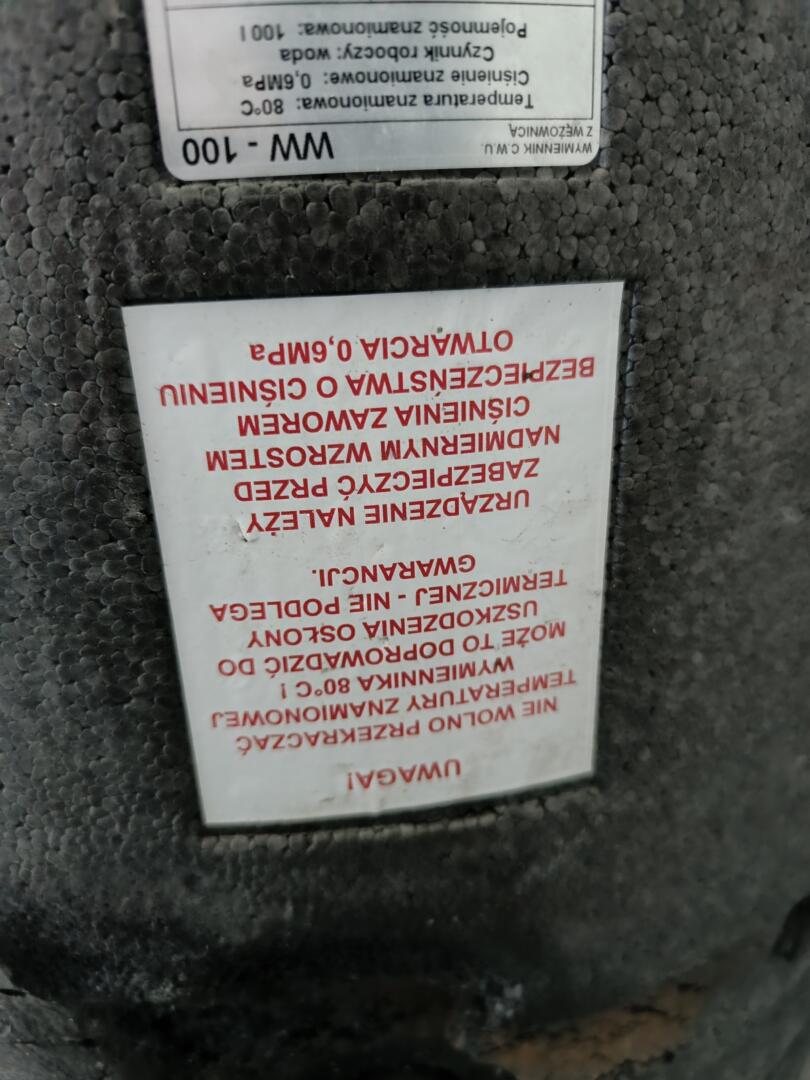 UWAGA!
NIE WOLNO PRZEKRACZAĆ
TEMPERATURY ZNAMIONOWEJ
WYMIENNIKA 80°C !
MOŻE TO DOPROWADZIĆ DO
USZKODZENIA OSŁONY
TERMICZNEJ - NIE PODLEGA
GWARANCJI.
URZĄDZENIE NALEŻY
ZABEZPIECZYĆ PRZED
NADMIERNYM WZROSTEM
CIŚNIENIA ZAWOREM
BEZPIECZEŃSTWA O CIŚNIENIU
OTWARCIA 0,6MPa
WYMIENNIK C.W.U.
Z WĘŻOWNICĄ
WW - 100
Temperatura znamionowa: 80°C
Ciśnienie znamionowe: 0,6MPa
Czynnik roboczy: woda
Pojemność znamionowa: 100 l